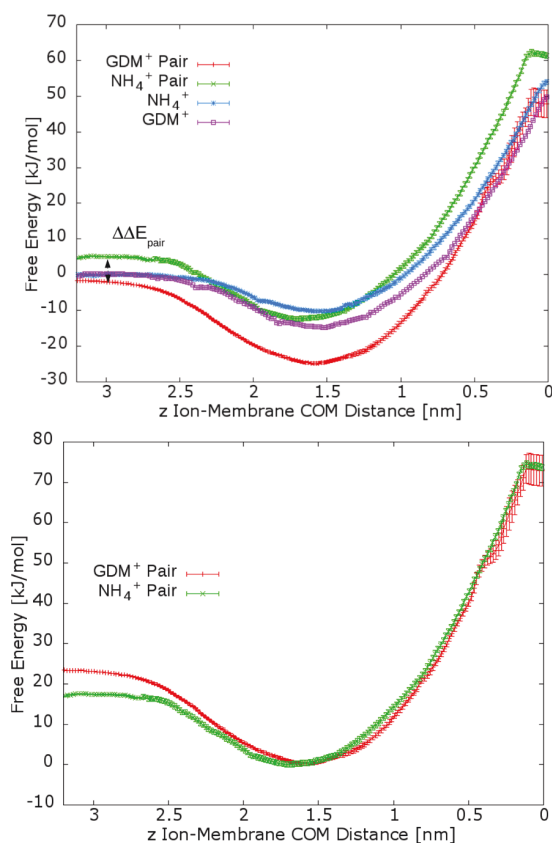 70
60
50
40
30
20
10
0
-10
-20
-30
Free Energy [kJ/mol]
GDM⁺ Pair
NH₄⁺ Pair
NH₄⁺
GDM⁺
ΔΔE_pair
3 2.5 2 1.5 1 0.5 0
z Ion-Membrane COM Distance [nm]
80
70
60
50
40
30
20
10
0
-10
Free Energy [kJ/mol]
GDM⁺ Pair
NH₄⁺ Pair
3 2.5 2 1.5 1 0.5 0
z Ion-Membrane COM Distance [nm]